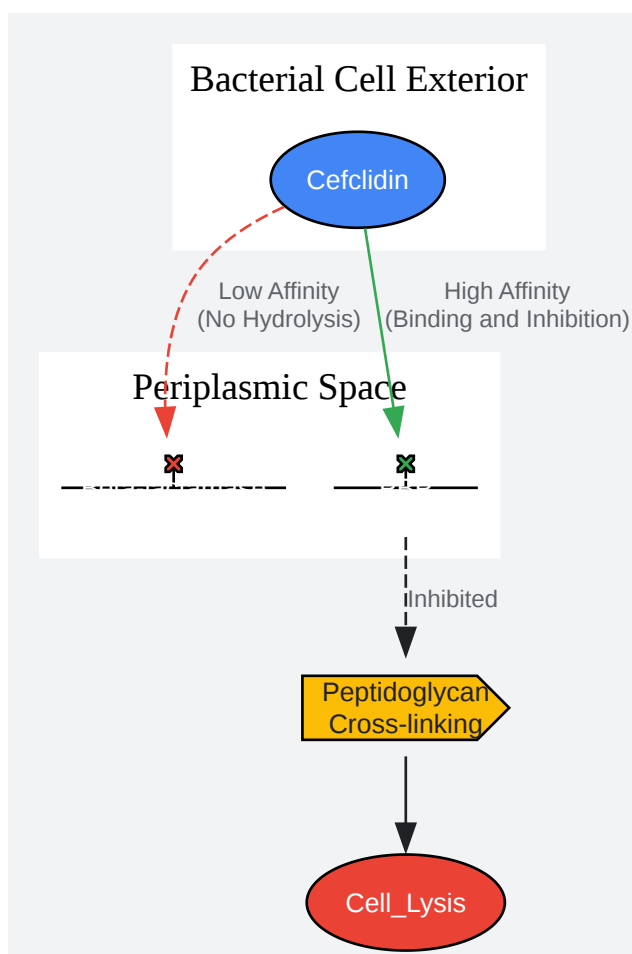 Bacterial Cell Exterior
Cefclidin
Low Affinity
(No Hydrolysis)
High Affinity
(Binding and Inhibition)
Periplasmic Space
Inhibited
Peptidoglycan
Cross-linking
Cell_Lysis